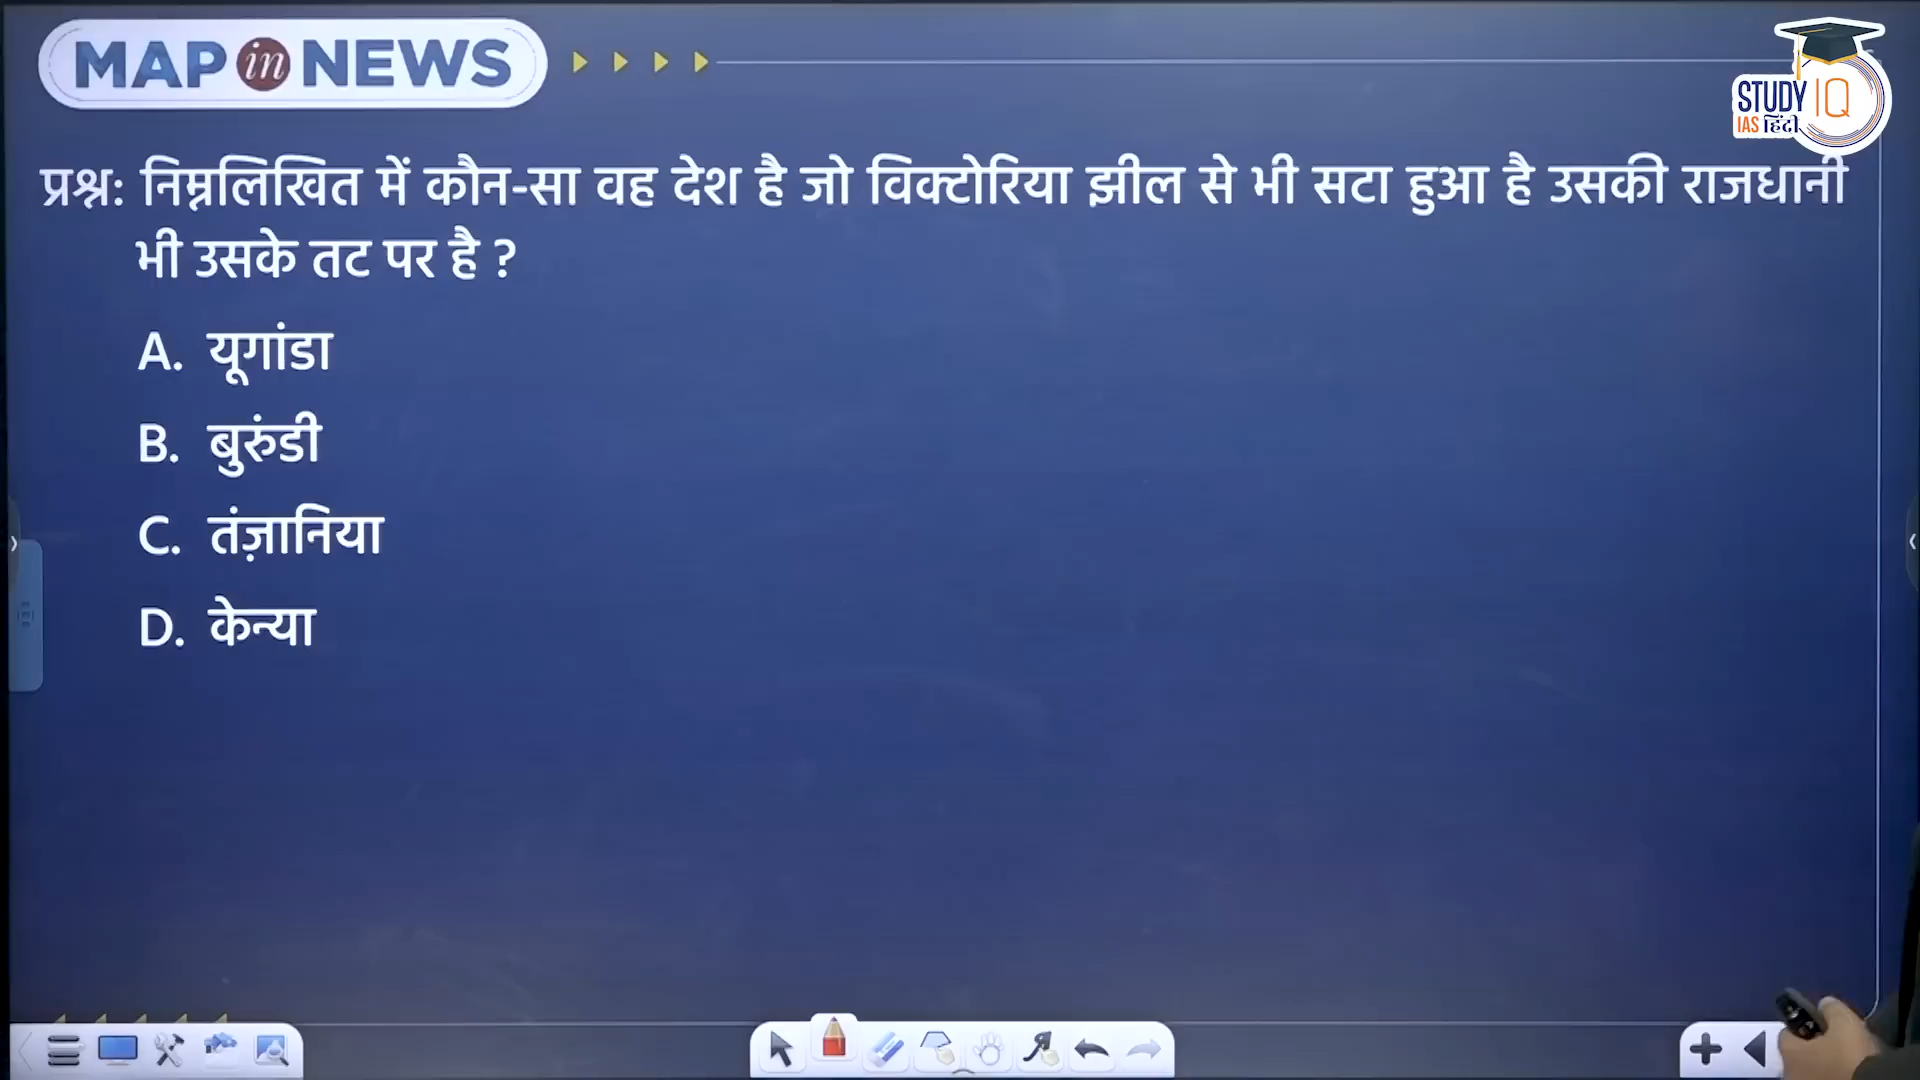 MAP in NEWS
STUDY IQ
IAS हिंदी
प्रश्न: निम्नलिखित में कौन-सा वह देश है जो विक्टोरिया झील से भी सटा हुआ है उसकी राजधानी
भी उसके तट पर है ?
A. यूगांडा
B. बुरुंडी
C. तंज़ानिया
D. केन्या